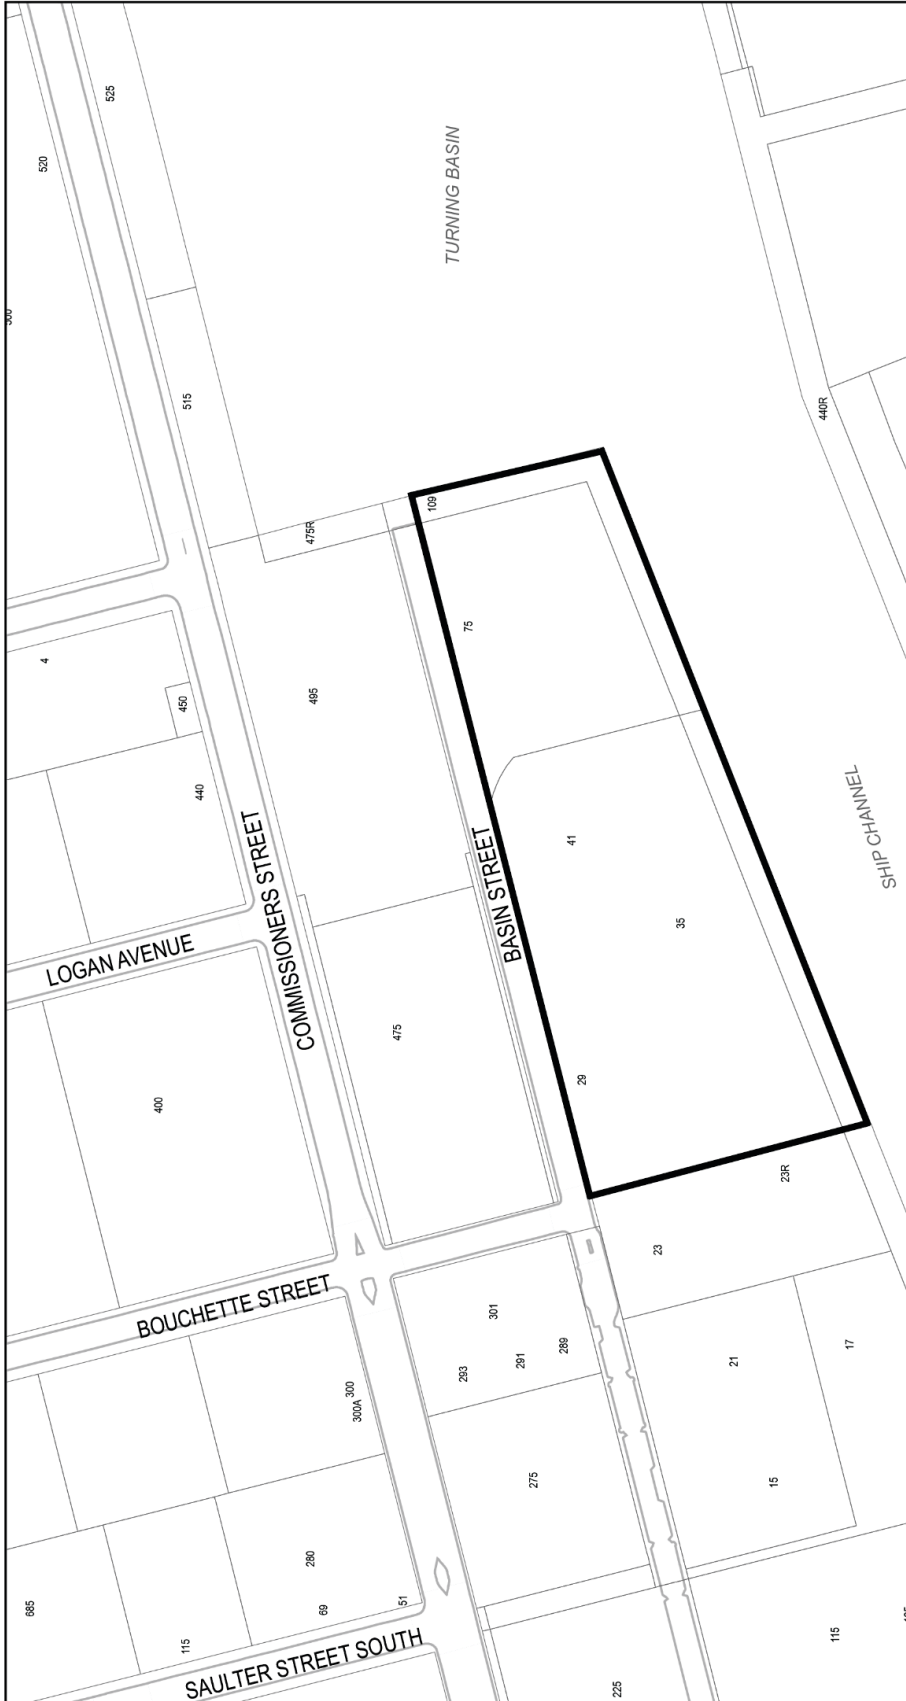 525
520
TURNING BASIN
515
440R
109
475R
75
4
495
450
440
COMMISSIONERS STREET
SHIP CHANNEL
41
BASIN STREET
35
LOGAN AVENUE
475
29
400
23R
23
BOUCHETTE STREET
301
289
291
293
21
17
300
300A
275
15
280
69
51
685
115
SAULTER STREET SOUTH
115
225